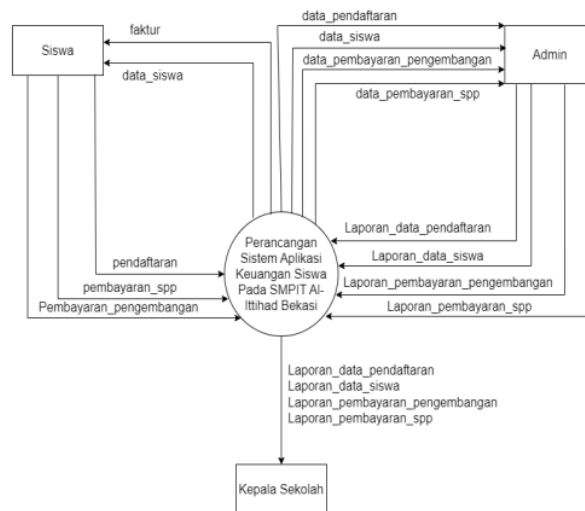 data_pendaftaran
faktur
Siswa
data_siswa
Admin
data_pembayaran_pengembangan
data_siswa
data_pembayaran_spp
Perancangan
Sistem Aplikasi
Keuangan Siswa
Pada SMPIT Al-
Ittihad Bekasi
Laporan_data_pendaftaran
Laporan_data_siswa
pendaftaran
Laporan_pembayaran_pengembangan
pembayaran_spp
Pembayaran_pengembangan
Laporan_pembayaran_spp
Laporan_data_pendaftaran
Laporan_data_siswa
Laporan_pembayaran_pengembangan
Laporan_pembayaran_spp
Kepala Sekolah